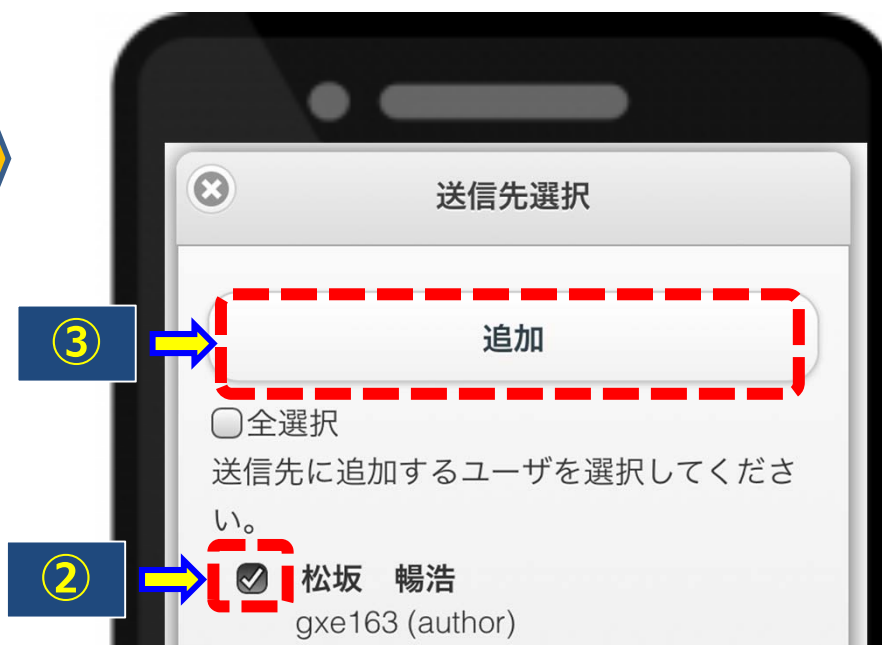 送信先選択
③
追加
全選択
送信先に追加するユーザを選択してくださ
い。
②
松坂　暢浩
gxe163 (author)